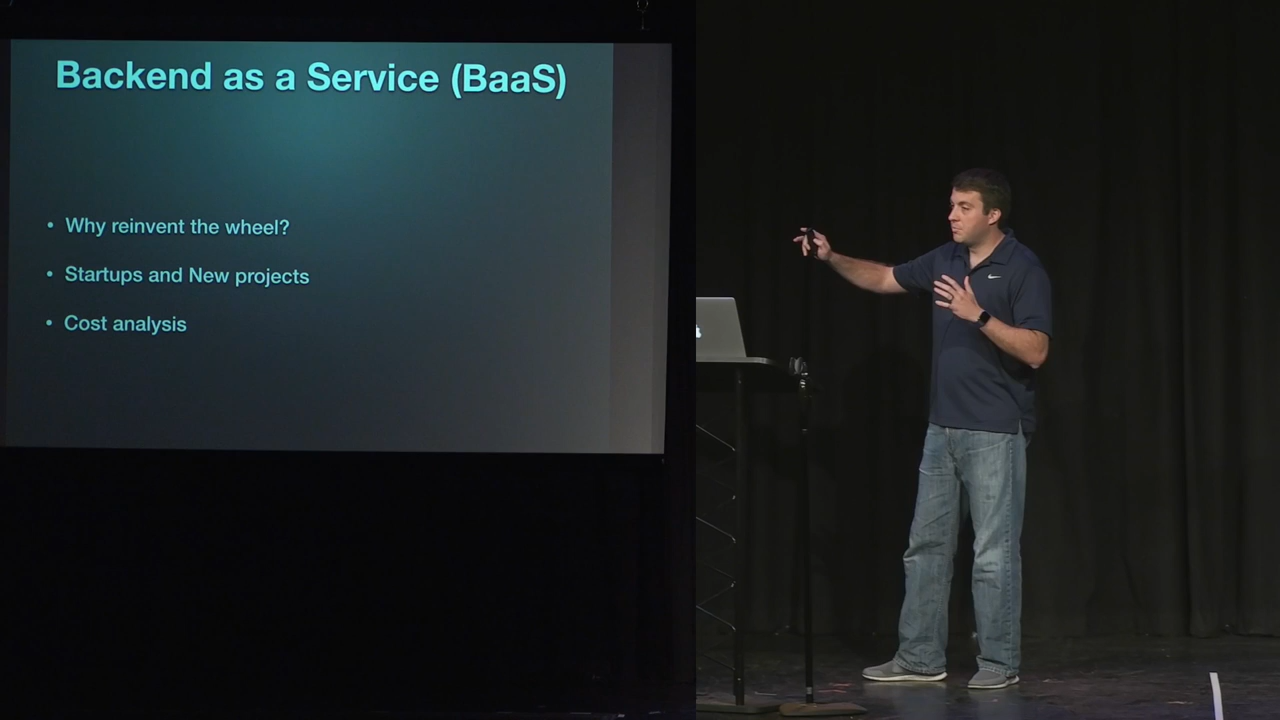 Backend as a Service (BaaS)
• Why reinvent the wheel?
• Startups and New projects
• Cost analysis